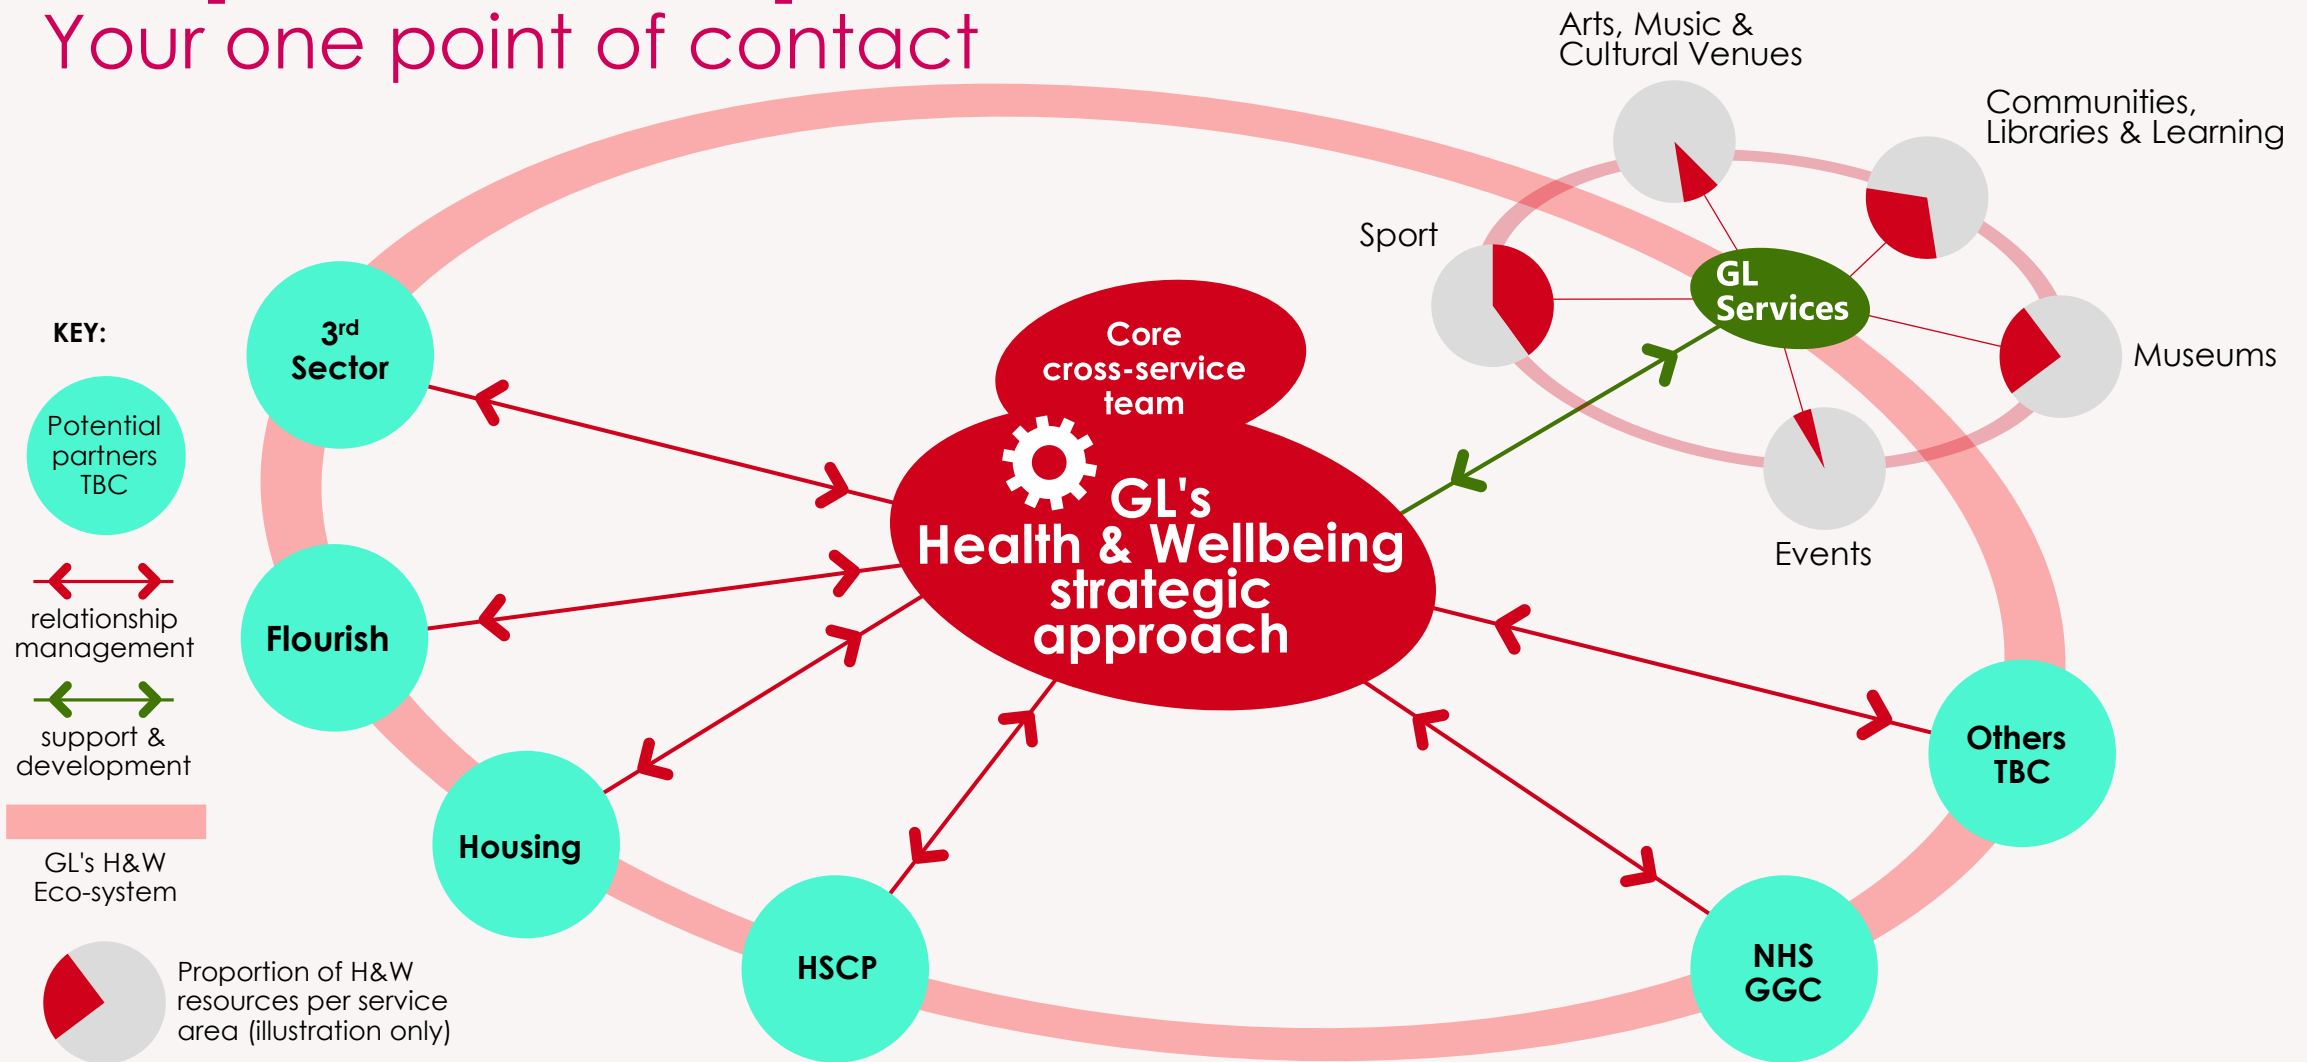 Your one point of contact
Arts, Music &
Cultural Venues
Communities,
Libraries & Learning
Sport
GL
Services
Museums
Events
Core
cross-service
team
GL's
Health & Wellbeing
strategic
approach
3rd
Sector
Flourish
Housing
HSCP
NHS
GGC
Others
TBC
KEY:
Potential
partners
TBC
relationship
management
support &
development
GL's H&W
Eco-system
Proportion of H&W
resources per service
area (illustration only)